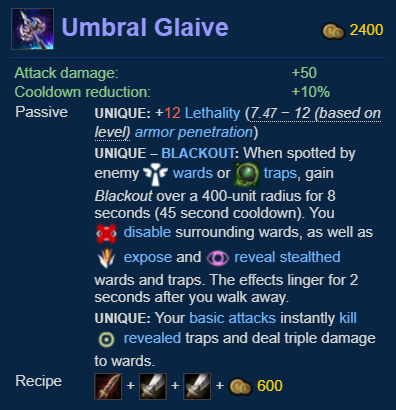 Umbral Glaive 2400
Attack damage: +50
Cooldown reduction: +10%
Passive UNIQUE: +12 Lethality (7.47 − 12 (based on
level) armor penetration)
UNIQUE – BLACKOUT: When spotted by
enemy wards or traps, gain
Blackout over a 400-unit radius for 8
seconds (45 second cooldown). You
disable surrounding wards, as well as
expose and reveal stealthed
wards and traps. The effects linger for 2
seconds after you walk away.
UNIQUE: Your basic attacks instantly kill
revealed traps and deal triple damage
to wards.
Recipe + + + 600